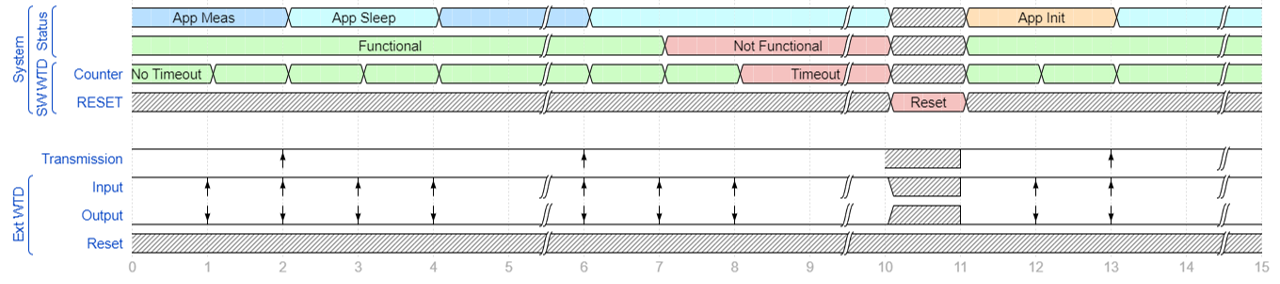 App Meas App Sleep App Init
Functional Not Functional
Counter No Timeout Timeout
RESET Reset
Transmission
Input
Output
Reset
0 1 2 3 4 5 6 7 8 9 10 11 12 13 14 15
System
Status
SW WTD
Ext WTD